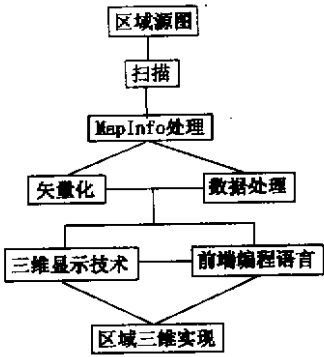 区域源图
扫描
MapInfo处理
矢量化
数据处理
三维显示技术
前端编程语言
区域三维实现